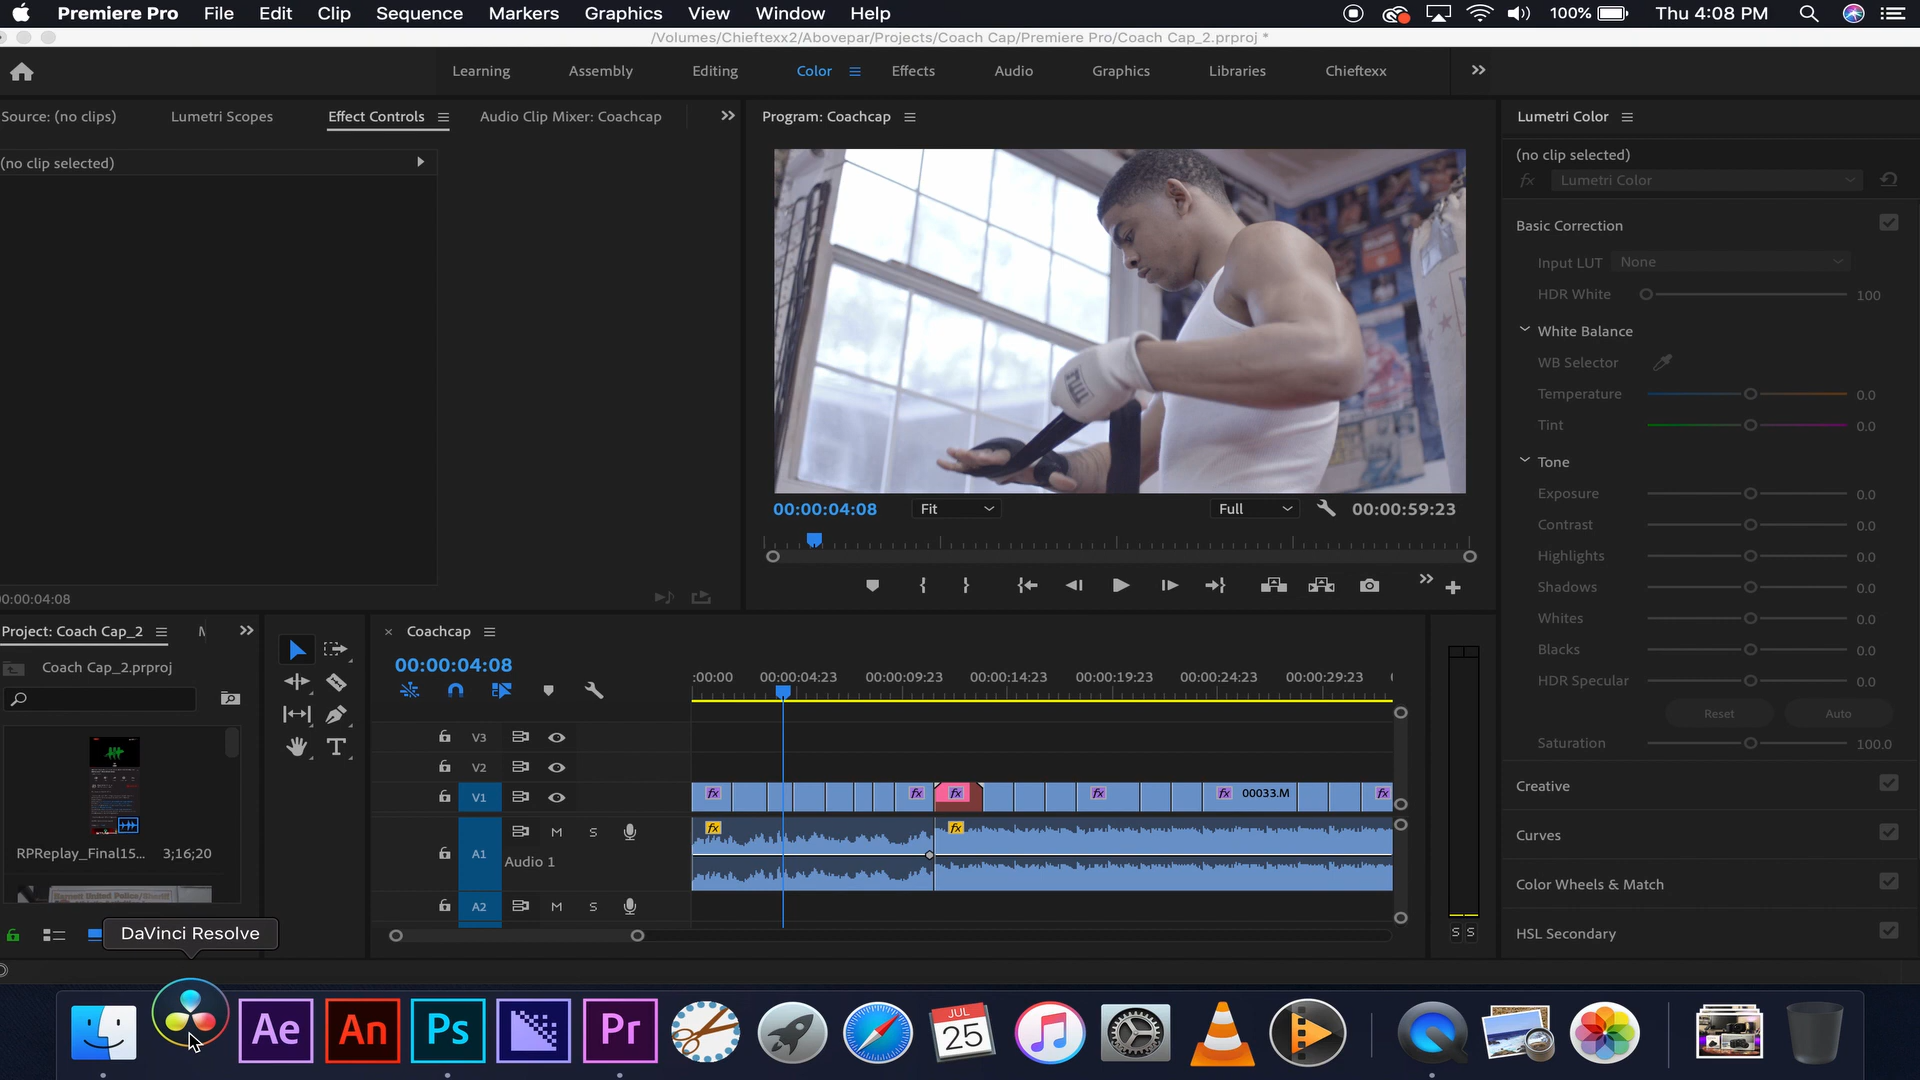 Premiere Pro File Edit Clip Sequence Markers Graphics View Window Help 100% Thu 4:08 PM
/Volumes/Chieftexx2/Abovepar/Projects/Coach Cap/Premiere Pro/Coach Cap_2.prproj *
Learning Assembly Editing Color Effects Audio Graphics Libraries Chieftexx
Source: (no clips) Lumetri Scopes Effect Controls Audio Clip Mixer: Coachcap
(no clip selected)
0:00:04:08
Program: Coachcap
00:00:04:08 Fit Full 00:00:59:23
Lumetri Color
(no clip selected)
fx Lumetri Color
Basic Correction
Input LUT None
HDR White 100
White Balance
WB Selector
Temperature 0.0
Tint 0.0
Tone
Exposure 0.0
Contrast 0.0
Highlights 0.0
Shadows 0.0
Whites 0.0
Blacks 0.0
HDR Specular 0.0
Reset Auto
Saturation 100.0
Creative
Curves
Color Wheels & Match
HSL Secondary
Project: Coach Cap_2
Coach Cap_2.prproj
RPReplay_Final15... 3;16;20
T
Coachcap
00:00:04:08
:00:00 00:00:04:23 00:00:09:23 00:00:14:23 00:00:19:23 00:00:24:23 00:00:29:23
V3
V2
V1 fx fx fx fx fx 00033.M fx
M S fx fx
A1 Audio 1
A2 M S
S S
DaVinci Resolve
Ae An Ps Pr JUL
25